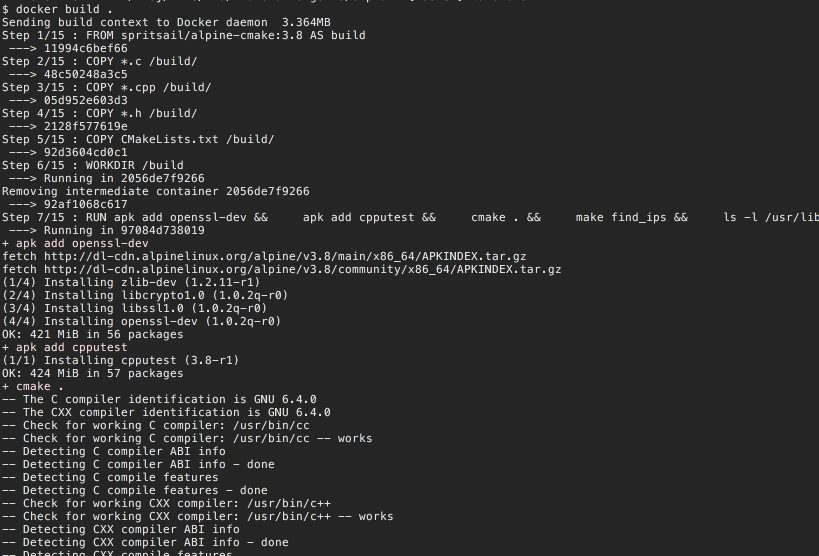 $ docker build .
Sending build context to Docker daemon  3.364MB
Step 1/15 : FROM spritsail/alpine-cmake:3.8 AS build
 ---> 11994c6bef66
Step 2/15 : COPY *.c /build/
 ---> 48c50248a3c5
Step 3/15 : COPY *.cpp /build/
 ---> 05d952e603d3
Step 4/15 : COPY *.h /build/
 ---> 2128f577619e
Step 5/15 : COPY CMakeLists.txt /build/
 ---> 92d3604cd0c1
Step 6/15 : WORKDIR /build
 ---> Running in 2056de7f9266
Removing intermediate container 2056de7f9266
 ---> 92af1068c617
Step 7/15 : RUN apk add openssl-dev &&     apk add cpputest &&     cmake . &&     make find_ips &&     ls -l /usr/lib
 ---> Running in 97084d738019
+ apk add openssl-dev
fetch http://dl-cdn.alpinelinux.org/alpine/v3.8/main/x86_64/APKINDEX.tar.gz
fetch http://dl-cdn.alpinelinux.org/alpine/v3.8/community/x86_64/APKINDEX.tar.gz
(1/4) Installing zlib-dev (1.2.11-r1)
(2/4) Installing libcrypto1.0 (1.0.2q-r0)
(3/4) Installing libssl1.0 (1.0.2q-r0)
(4/4) Installing openssl-dev (1.0.2q-r0)
OK: 421 MiB in 56 packages
+ apk add cpputest
(1/1) Installing cpputest (3.8-r1)
OK: 424 MiB in 57 packages
+ cmake .
-- The C compiler identification is GNU 6.4.0
-- The CXX compiler identification is GNU 6.4.0
-- Check for working C compiler: /usr/bin/cc
-- Check for working C compiler: /usr/bin/cc -- works
-- Detecting C compiler ABI info
-- Detecting C compiler ABI info - done
-- Detecting C compile features
-- Detecting C compile features - done
-- Check for working CXX compiler: /usr/bin/c++
-- Check for working CXX compiler: /usr/bin/c++ -- works
-- Detecting CXX compiler ABI info
-- Detecting CXX compiler ABI info - done
-- Detecting CXX compile features